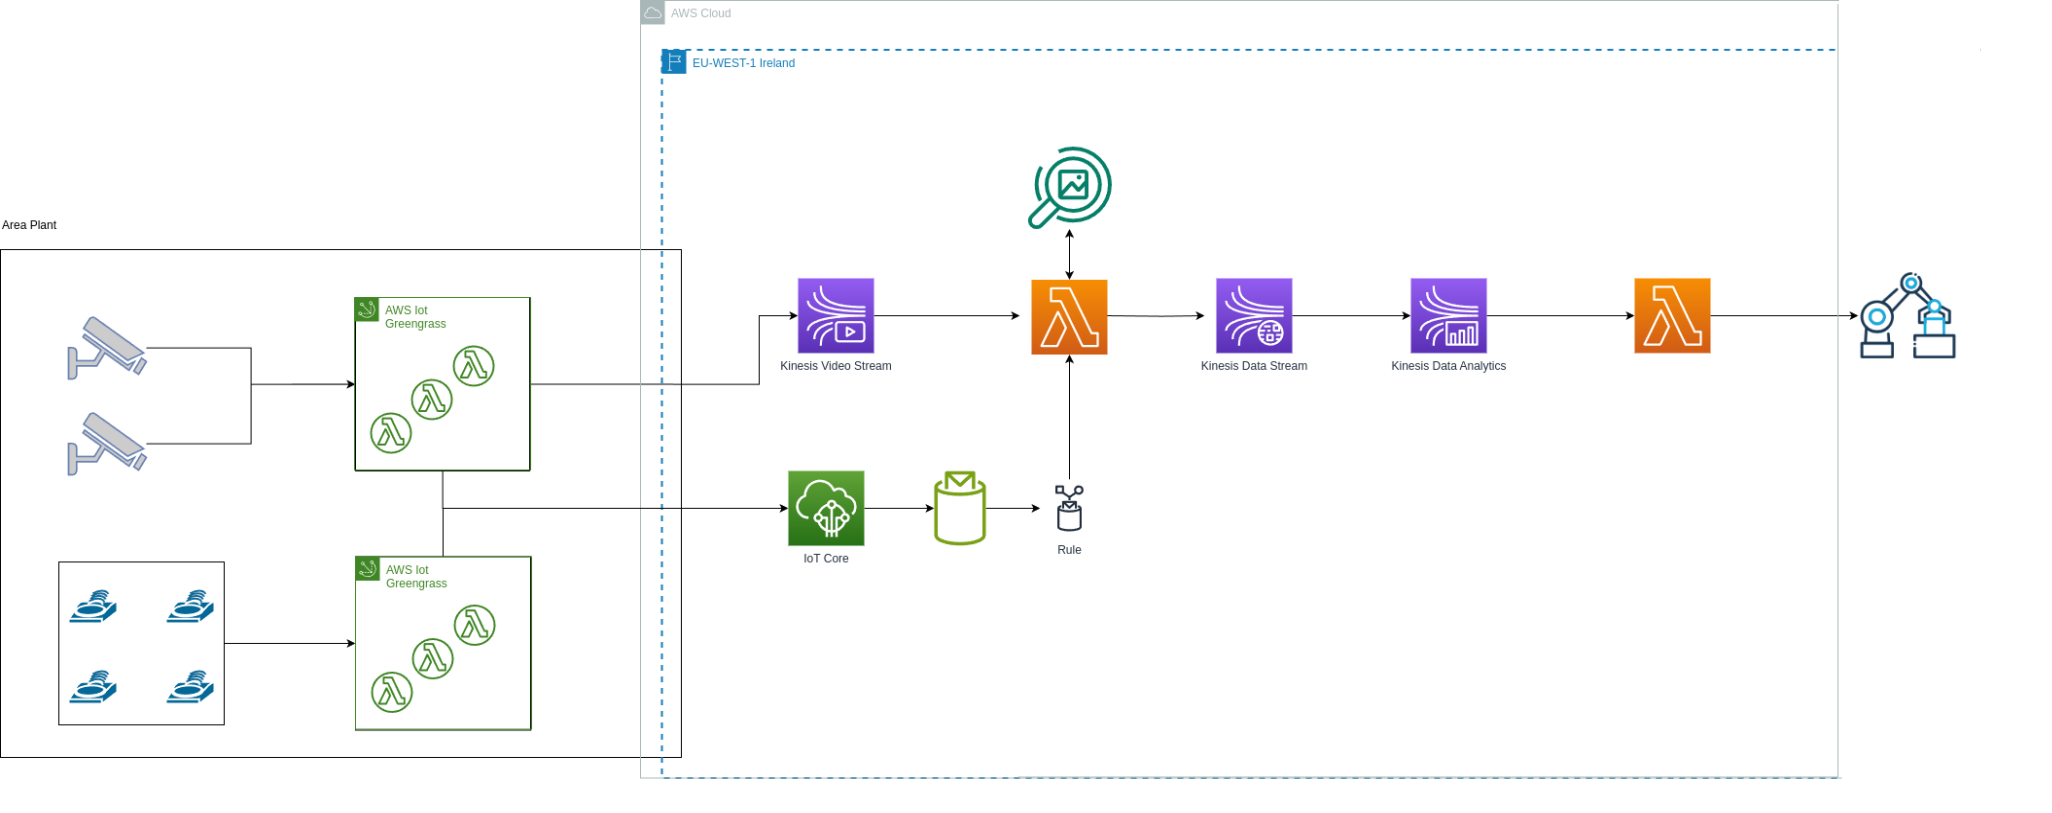 AWS Cloud
EU-WEST-1 Ireland
Area Plant
AWS Iot
Greengrass
Kinesis Video Stream
Kinesis Data Stream
Kinesis Data Analytics
IoT Core
Rule
AWS Iot
Greengrass